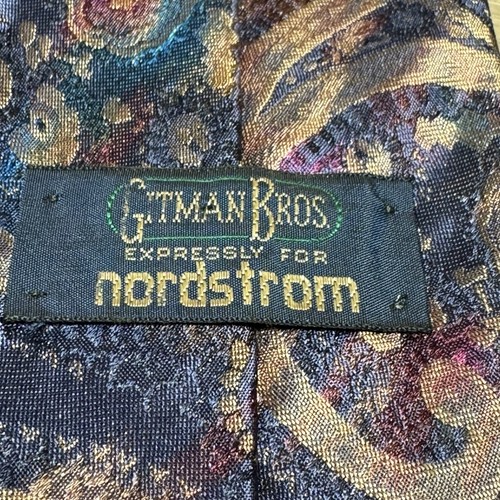 GITMAN BROS.
EXPRESSLY FOR
nordstrom